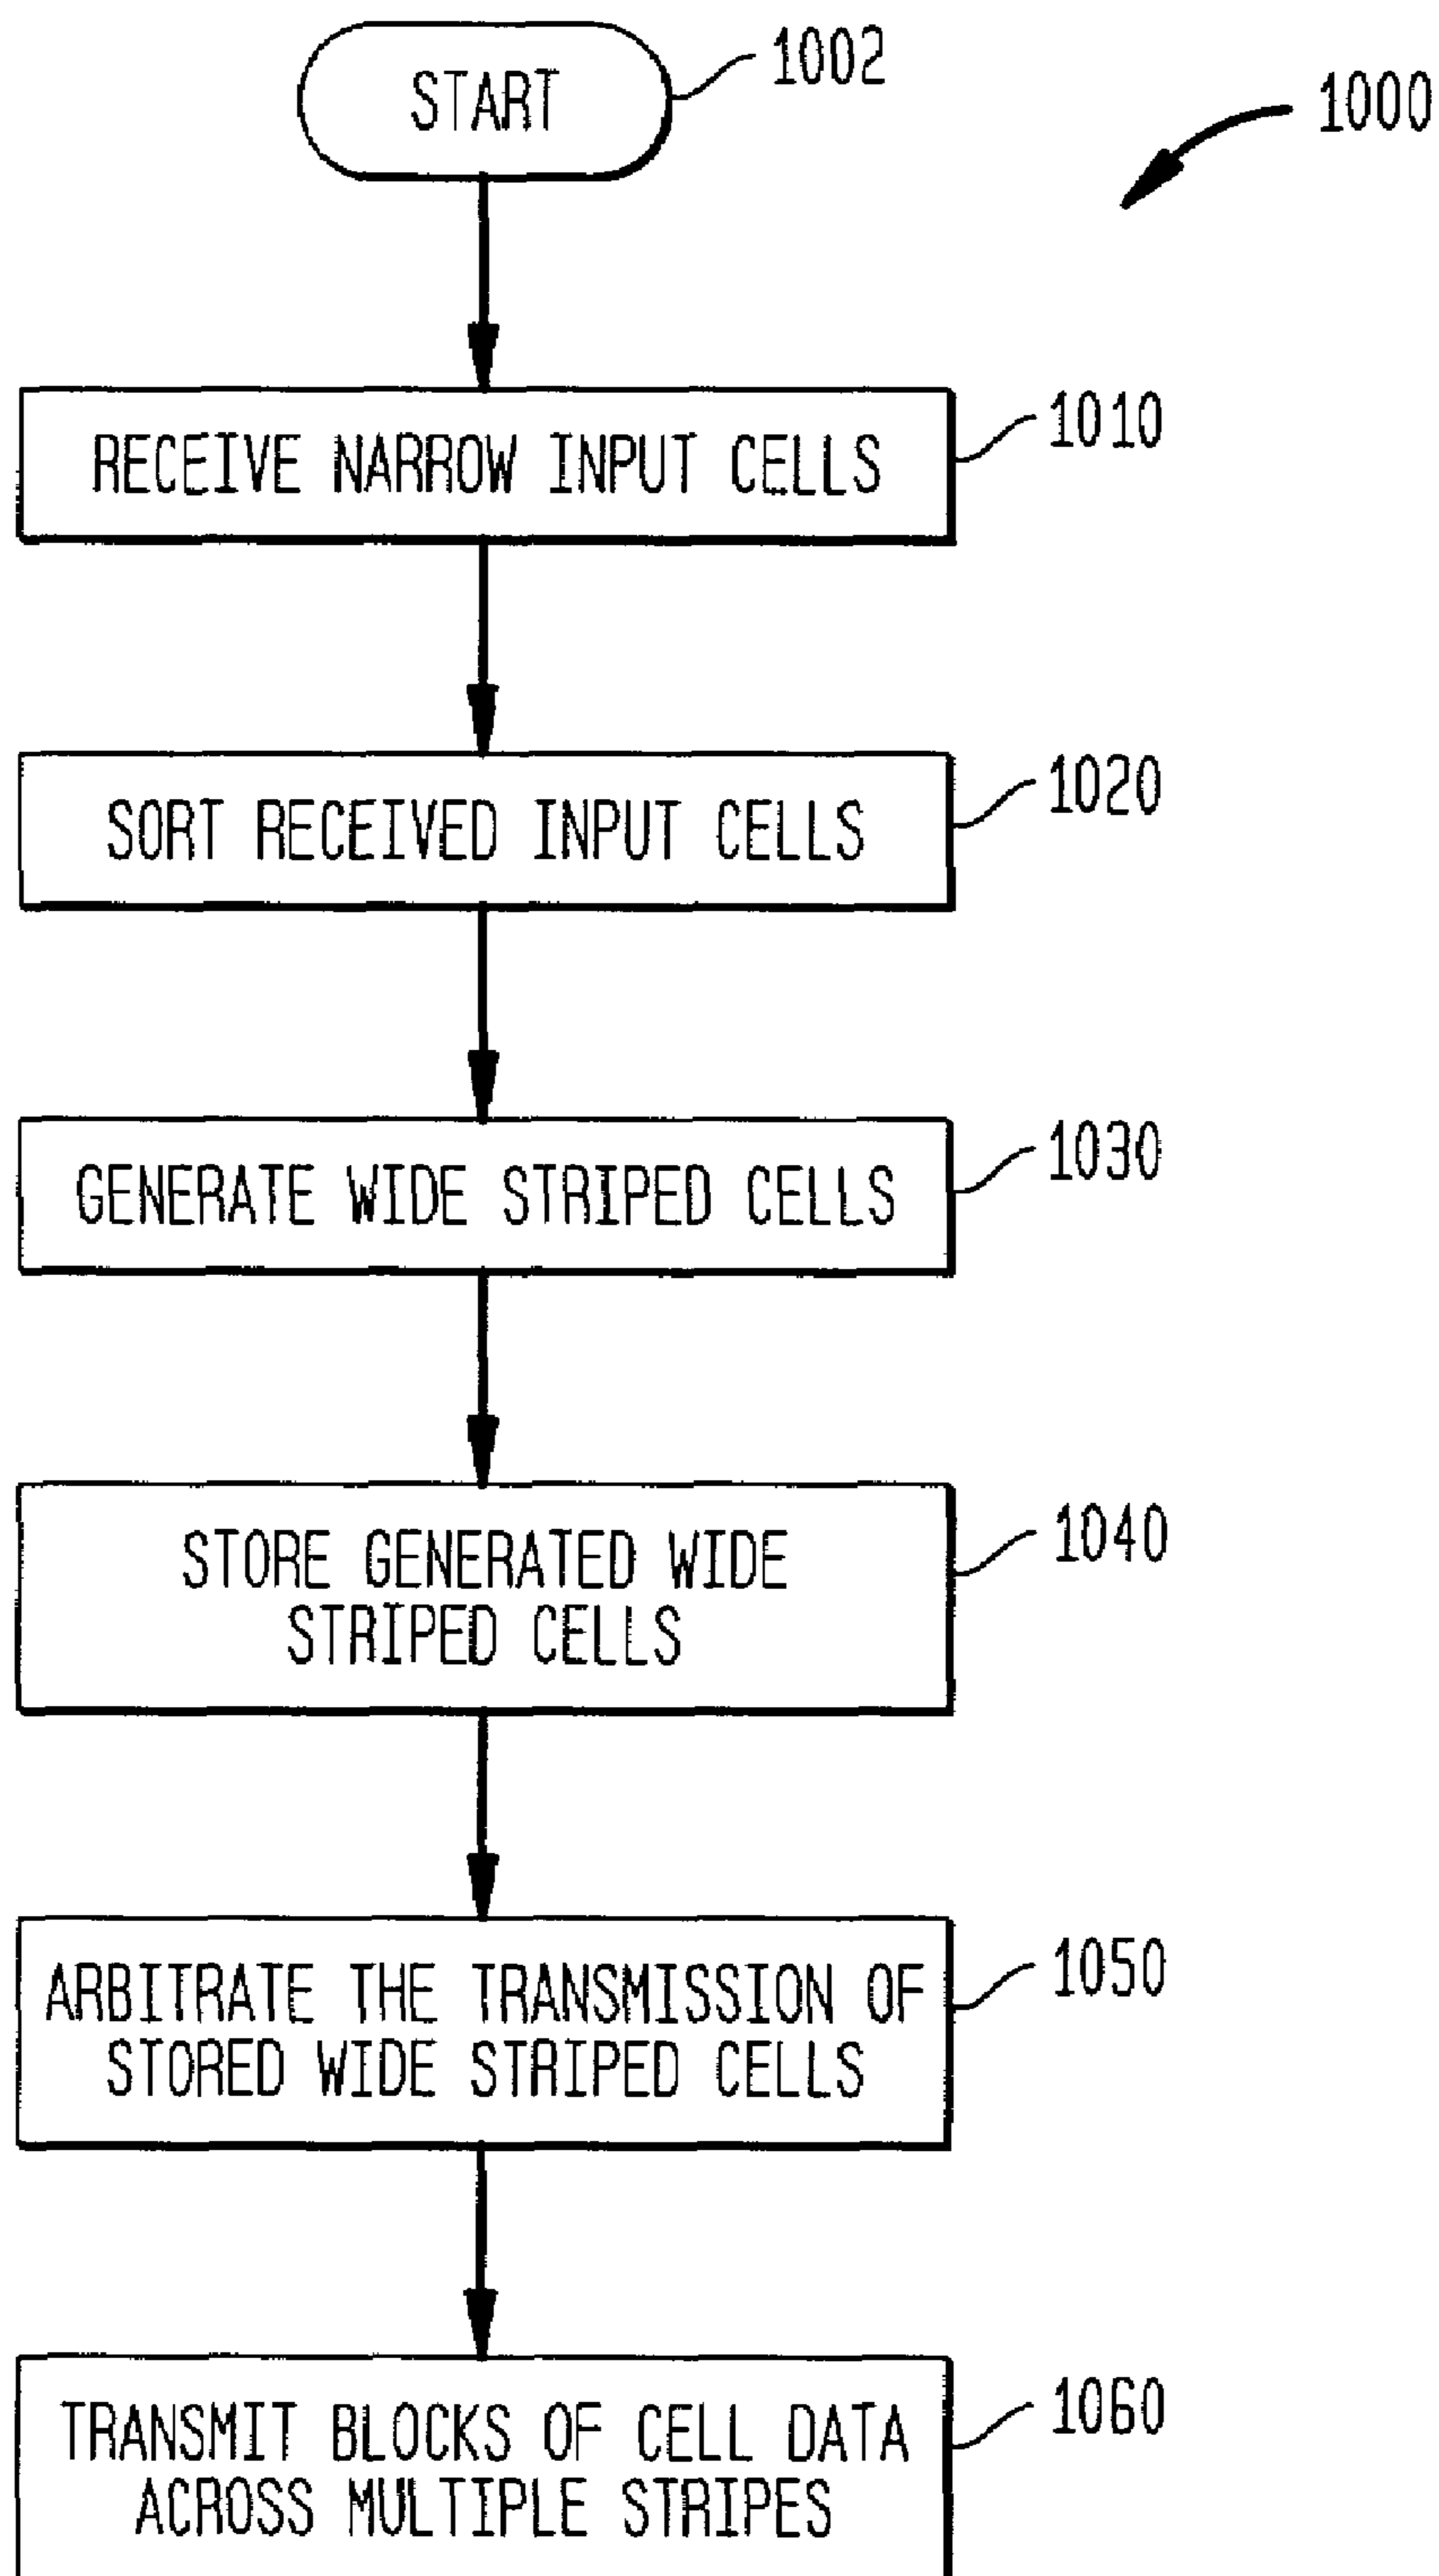 START
1002
1000
RECEIVE NARROW INPUT CELLS
1010
SORT RECEIVED INPUT CELLS
1020
GENERATE WIDE STRIPED CELLS
1030
STORE GENERATED WIDE
STRIPED CELLS
1040
ARBITRATE THE TRANSMISSION OF
STORED WIDE STRIPED CELLS
1050
TRANSMIT BLOCKS OF CELL DATA
ACROSS MULTIPLE STRIPES
1060